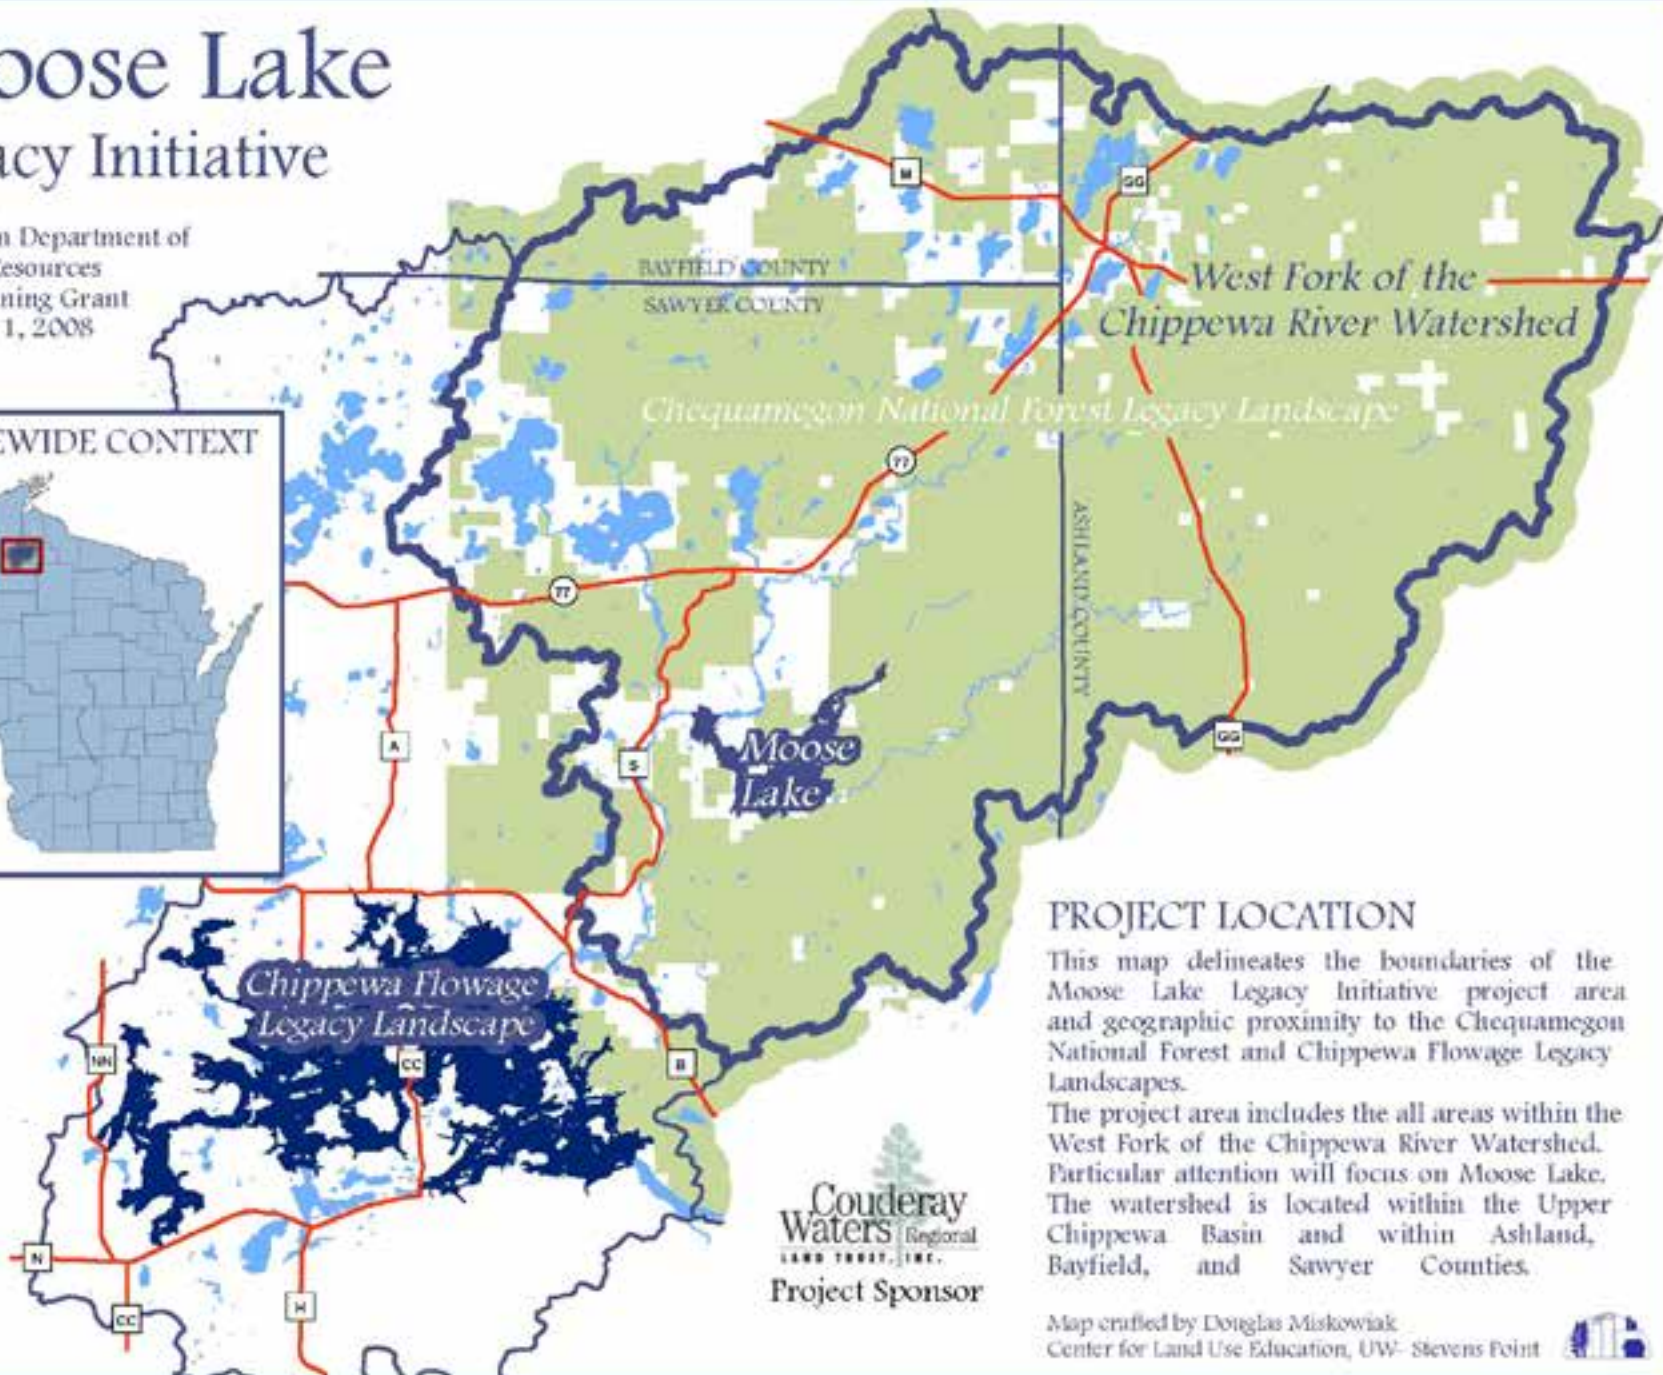 oose Lake
acy Initiative
n Department of
Resources
ning Grant
1, 2008
EWIDE CONTEXT
M
GG
BAYFIELD COUNTY
SAWYER COUNTY
West Fork of the
Chippewa River Watershed
Chequamegon National Forest Legacy Landscape
77
ASHLAND COUNTY
77
A
S
Moose
Lake
GG
Chippewa Flowage
Legacy Landscape
NN
CC
B
N
CC
H
Couderay
Waters Regional
LAND TRUST, INC.
Project Sponsor
PROJECT LOCATION
This map delineates the boundaries of the
Moose Lake Legacy Initiative project area
and geographic proximity to the Chequamegon
National Forest and Chippewa Flowage Legacy
Landscapes.
The project area includes the all areas within the
West Fork of the Chippewa River Watershed.
Particular attention will focus on Moose Lake.
The watershed is located within the Upper
Chippewa Basin and within Ashland,
Bayfield, and Sawyer Counties.
Map crafted by Douglas Miskowiak
Center for Land Use Education, UW- Stevens Point